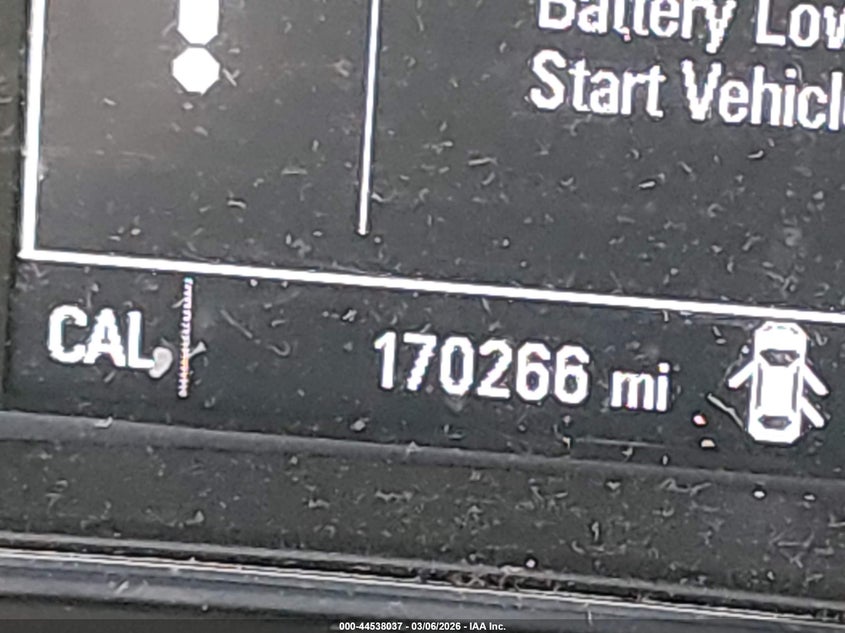 Battery Low
Start Vehicle
CAL
170266 mi
000-44538037 - 03/06/2026 - IAA Inc.